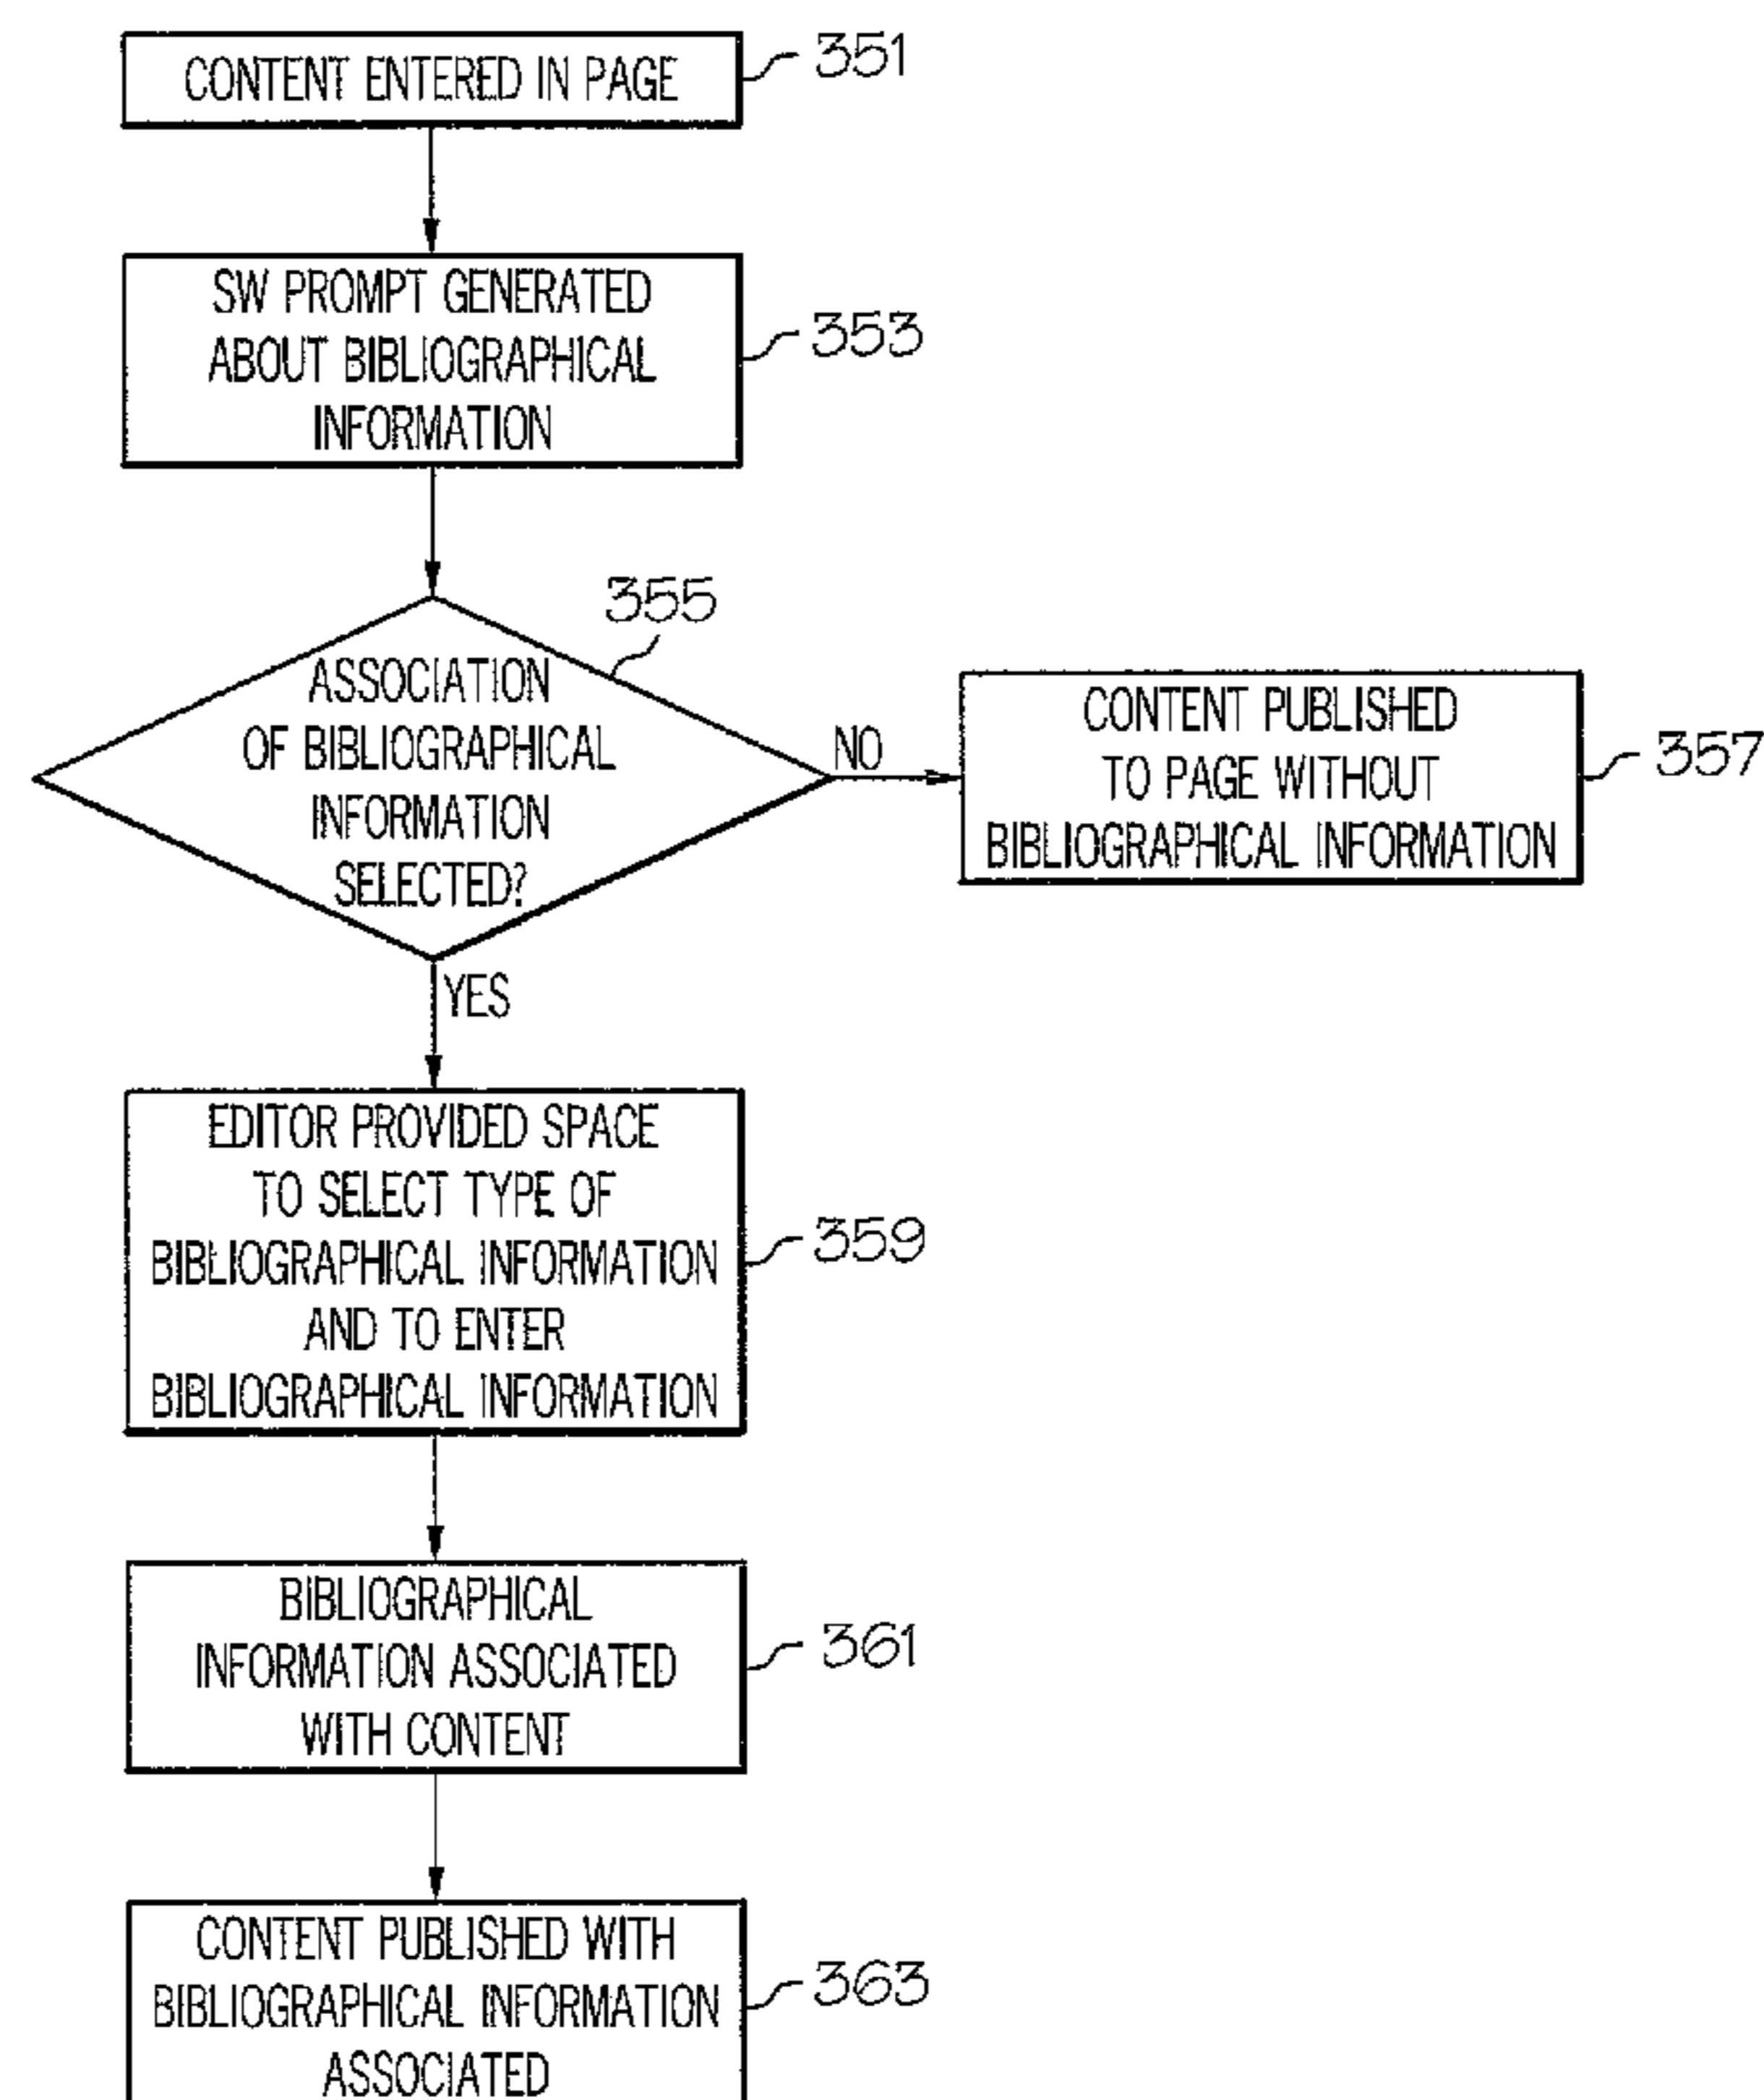 CONTENT ENTERED IN PAGE
351
SW PROMPT GENERATED
ABOUT BIBLIOGRAPHICAL
INFORMATION
353
355
ASSOCIATION
OF BIBLIOGRAPHICAL
INFORMATION
SELECTED?
NO
CONTENT PUBLISHED
TO PAGE WITHOUT
BIBLIOGRAPHICAL INFORMATION
357
YES
EDITOR PROVIDED SPACE
TO SELECT TYPE OF
BIBLIOGRAPHICAL INFORMATION
AND TO ENTER
BIBLIOGRAPHICAL INFORMATION
359
BIBLIOGRAPHICAL
INFORMATION ASSOCIATED
WITH CONTENT
361
CONTENT PUBLISHED WITH
BIBLIOGRAPHICAL INFORMATION
ASSOCIATED
363